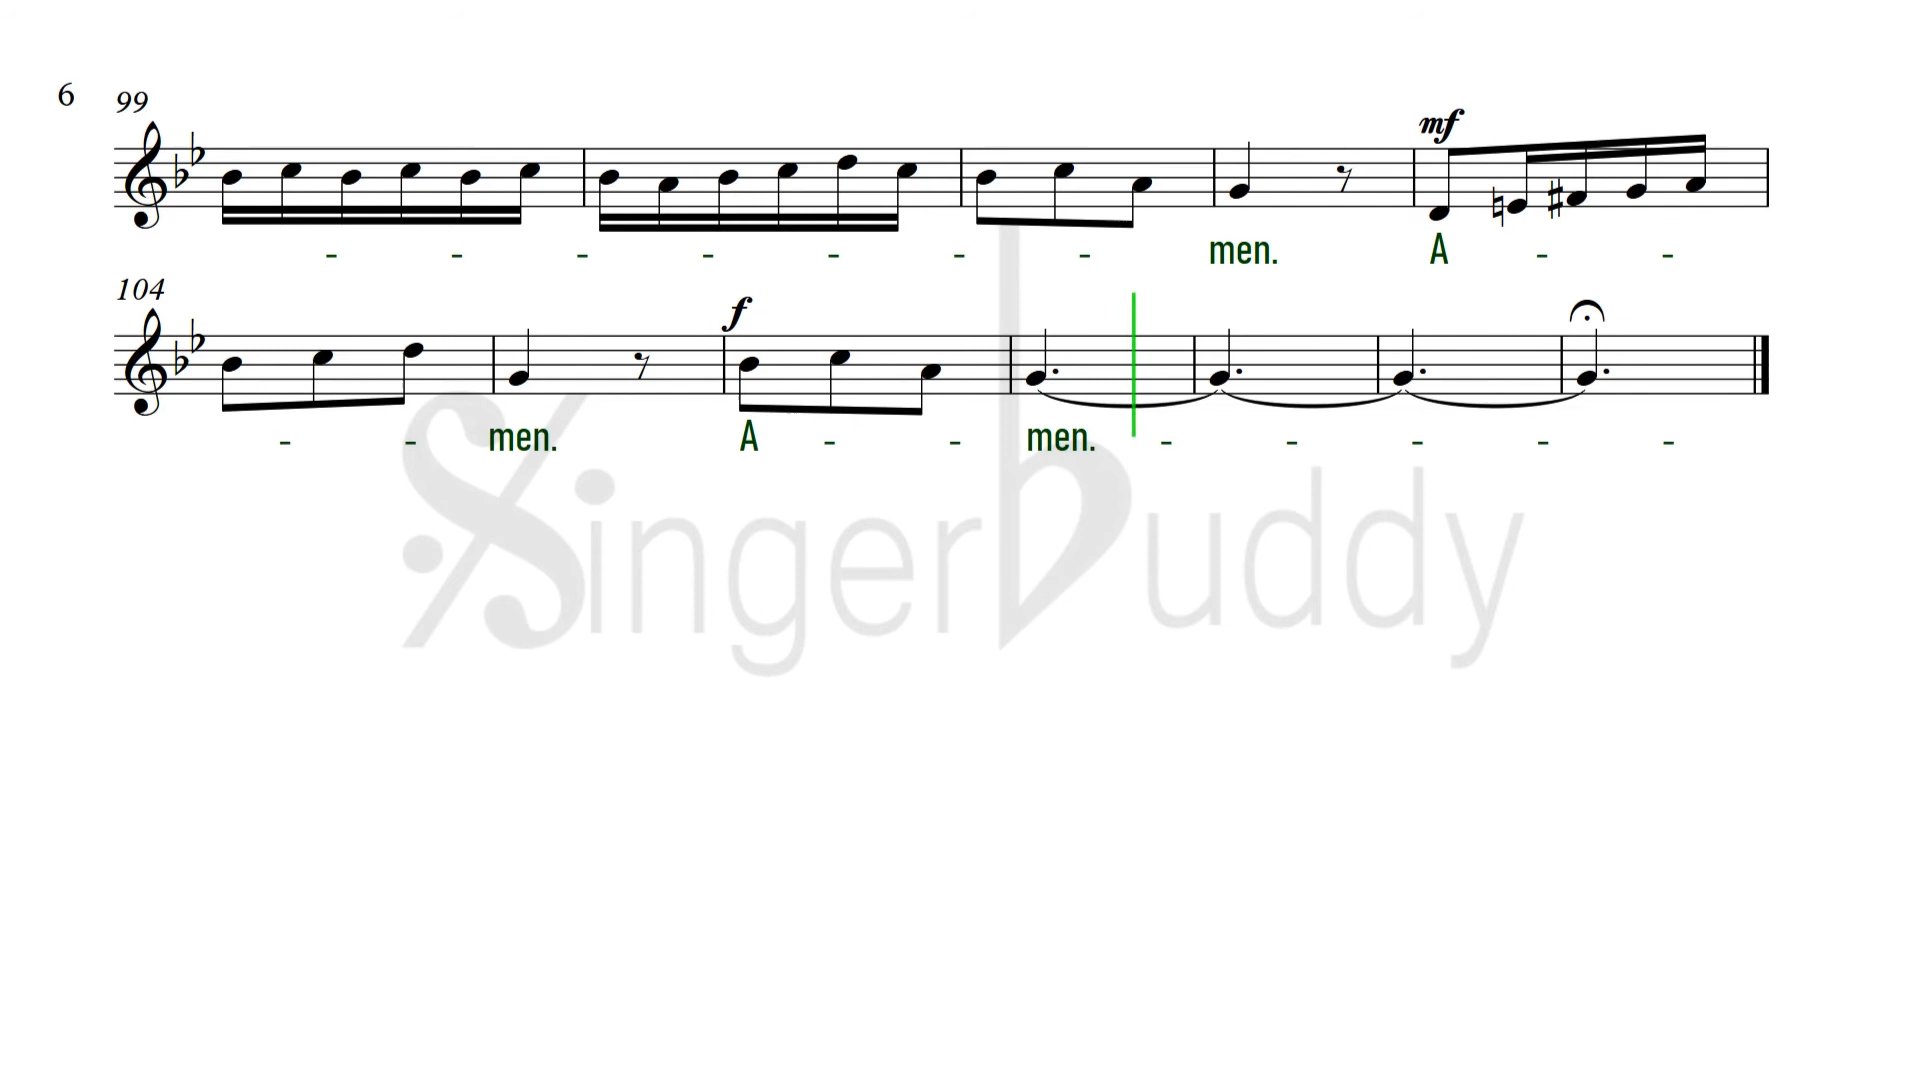 6 99
mf
- - - - - - - men. A - -
104
f
- - men. A - - men. - - - - -
Singerbuddy